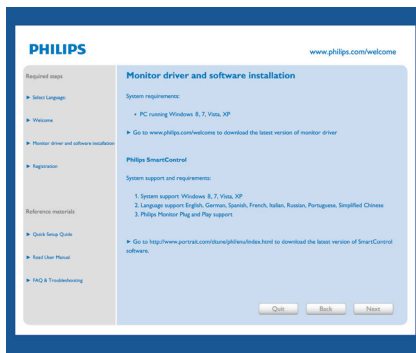 PHILIPS
www.philips.com/welcome
Required steps
► Select Language:
► Welcome
► Monitor driver and software installation
► Registration
Reference materials
► Quick Setup Quide
► Read User Manual
► FAQ & Troubleshooting
Monitor driver and software installation
System requirements:
• PC running Windows 8, 7, Vista, XP
► Go to www.philips.com/welcome to download the latest version of monitor driver
Philips SmartControl
System support and requirements:
1. System support Windows 8, 7, Vista, XP
2. Language support English, German, Spanish, French, Italian, Russian, Portuguese, Simplified Chinese
3. Philips Monitor Plug and Play support
► Go to http://www.portrait.com/dtune/phl/enu/index.html to download the latest version of SmartControl
software.
Quit
Back
Next